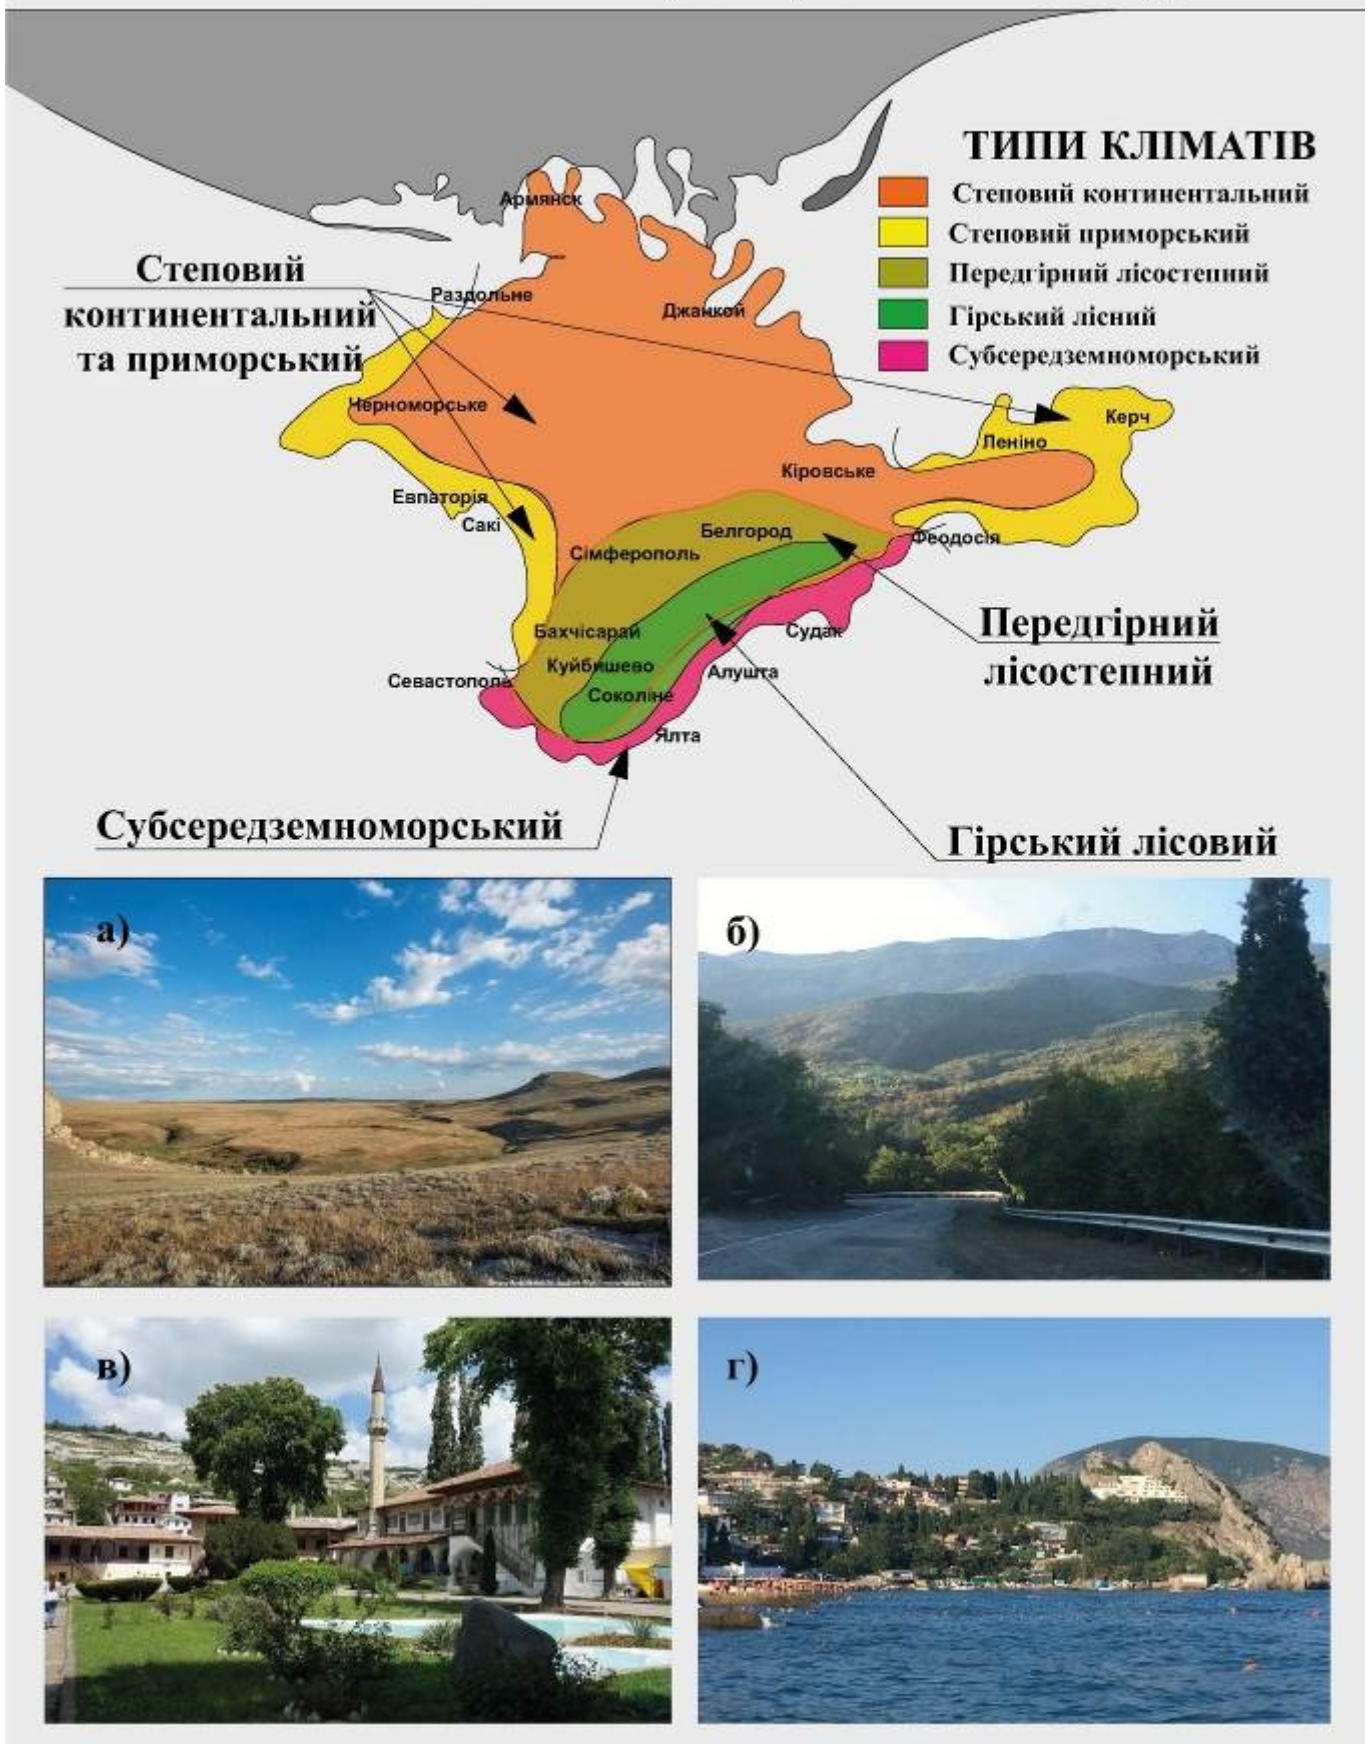 ТИПИ КЛІМАТІВ
Степовий континентальний
Степовий приморський
Передгірний лісостепний
Гірський лісний
Субсередземноморський
Степовий
континентальний
та приморський
Армянск
Раздольне
Джанкой
Черноморське
Керч
Леніно
Кіровське
Евпаторія
Сакі
Белгород
Сімферополь
Феодосія
Бахчісарай
Судак
Куйбишево
Севастополь
Соколіне
Алушта
Ялта
Передгірний
лісостепний
Субсередземноморський
Гірський лісовий
а)
б)
в)
г)